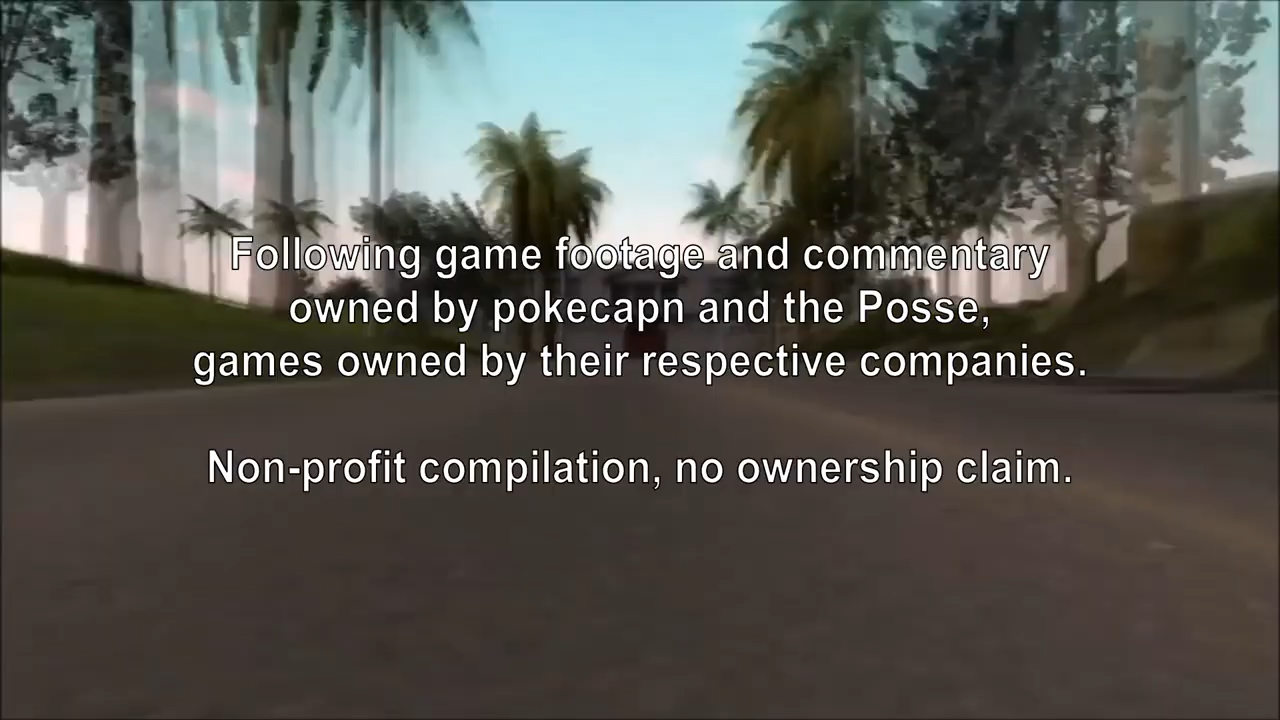 Following game footage and commentary
owned by pokecapn and the Posse,
games owned by their respective companies.
Non-profit compilation, no ownership claim.